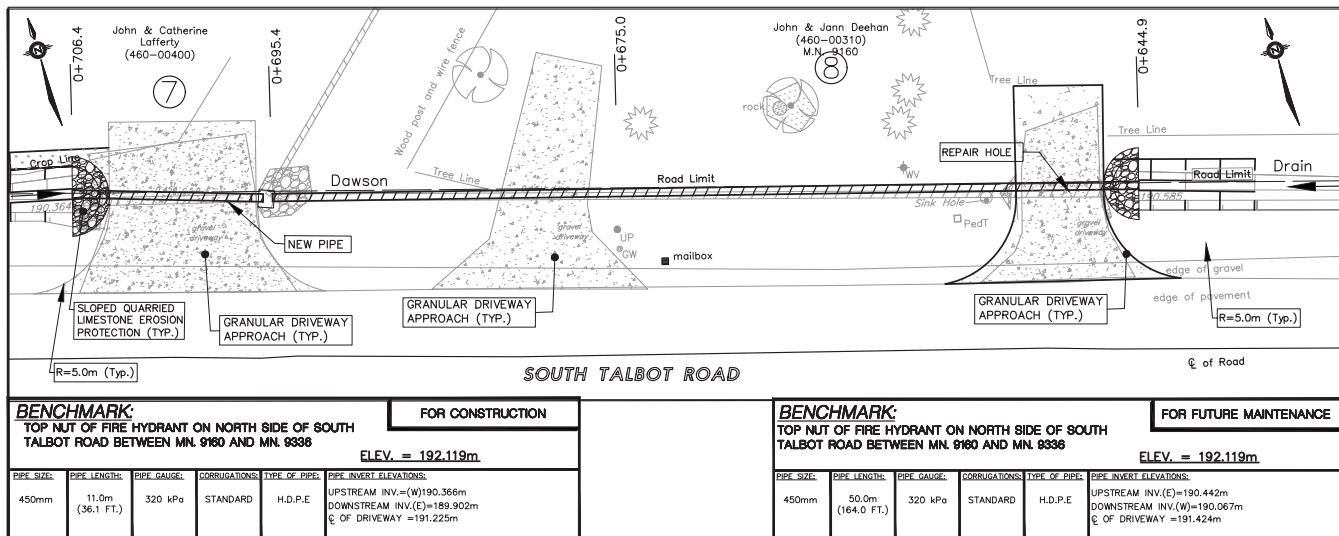 John & Catherine
Lafferty
(460-00400)
7
0+706.4
0+695.4
0+675.0
John & Jann Deehan
(460-00310)
M.N. 9160
8
0+644.9
N
N
Wood post and wire fence
Tree Line
rock
Tree Line
Tree Line
Crop Line
Dawson
Road Limit
REPAIR HOLE
WV
Road Limit
Drain
190.364
190.585
Sink Hole
PedT
gravel
driveway
gravel
driveway
gravel
driveway
NEW PIPE
UP
GW
mailbox
edge of gravel
edge of pavement
SLOPED QUARRIED
LIMESTONE EROSION
PROTECTION (TYP.)
GRANULAR DRIVEWAY
APPROACH (TYP.)
GRANULAR DRIVEWAY
APPROACH (TYP.)
GRANULAR DRIVEWAY
APPROACH (TYP.)
R=5.0m (Typ.)
R=5.0m (Typ.)
SOUTH TALBOT ROAD
℄ of Road
BENCHMARK:
FOR CONSTRUCTION
TOP NUT OF FIRE HYDRANT ON NORTH SIDE OF SOUTH
TALBOT ROAD BETWEEN MN. 9160 AND MN. 9336
ELEV. = 192.119m
PIPE SIZE: PIPE LENGTH: PIPE GAUGE: CORRUGATIONS: TYPE OF PIPE: PIPE INVERT ELEVATIONS:
450mm 11.0m (36.1 FT.) 320 kPa STANDARD H.D.P.E
UPSTREAM INV.=(W)190.366m
DOWNSTREAM INV.(E)=189.902m
℄ OF DRIVEWAY =191.225m
BENCHMARK:
FOR FUTURE MAINTENANCE
TOP NUT OF FIRE HYDRANT ON NORTH SIDE OF SOUTH
TALBOT ROAD BETWEEN MN. 9160 AND MN. 9336
ELEV. = 192.119m
PIPE SIZE: PIPE LENGTH: PIPE GAUGE: CORRUGATIONS: TYPE OF PIPE: PIPE INVERT ELEVATIONS:
450mm 50.0m (164.0 FT.) 320 kPa STANDARD H.D.P.E
UPSTREAM INV.(E)=190.442m
DOWNSTREAM INV.(W)=190.067m
℄ OF DRIVEWAY =191.424m